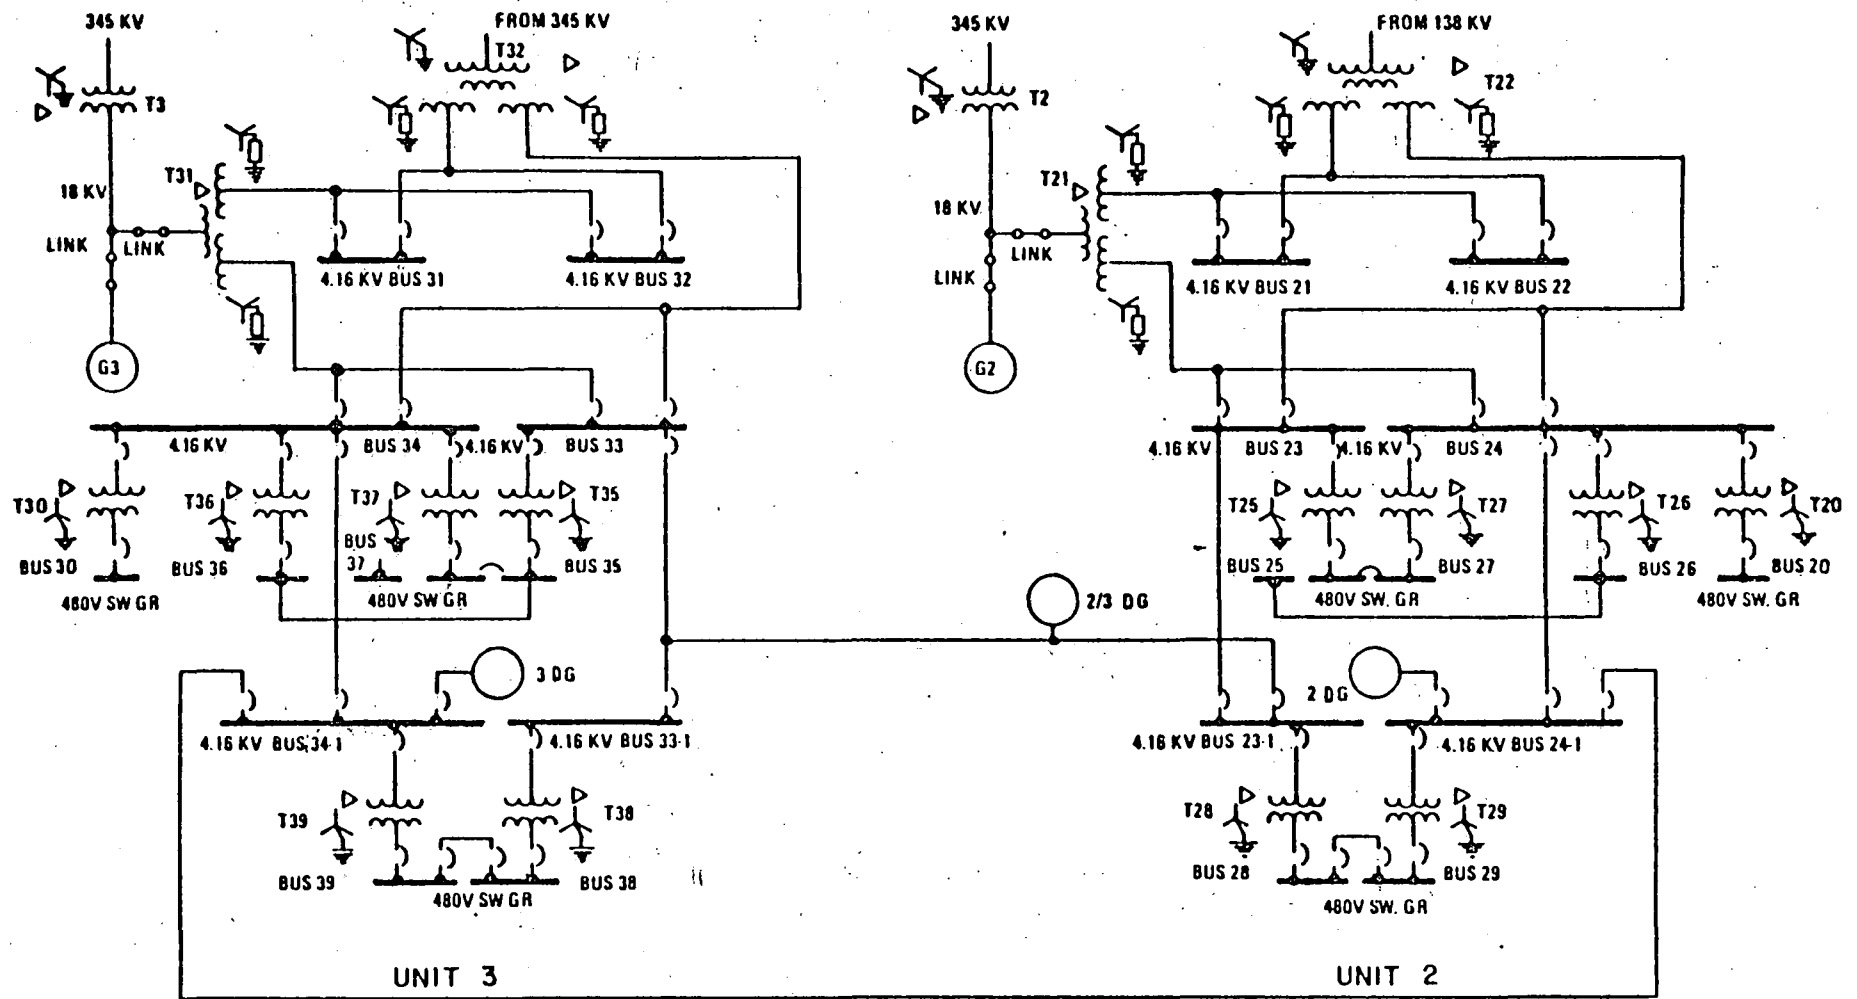 345 KV
FROM 345 KV
345 KV
FROM 138 KV
T32
T22
T3
T2
T31
T21
18 KV
18 KV
LINK
LINK
LINK
LINK
4.16 KV BUS 31
4.16 KV BUS 32
4.16 KV BUS 21
4.16 KV BUS 22
G3
G2
4.16 KV
BUS 34
4.16 KV
BUS 33
4.16 KV
BUS 23
4.16 KV
BUS 24
T30
T36
T37
T35
T25
T27
T26
T20
BUS 30
BUS 36
BUS
37
BUS 35
BUS 25
BUS 27
BUS 26
BUS 20
480V SW GR
480V SW GR
480V SW. GR
480V SW. GR
2/3 DG
3 DG
2 DG
4.16 KV BUS 34-1
4.16 KV BUS 33-1
4.16 KV BUS 23-1
4.16 KV BUS 24-1
T39
T38
T28
T29
BUS 39
BUS 38
BUS 28
BUS 29
480V SW GR
480V SW. GR
UNIT 3
UNIT 2